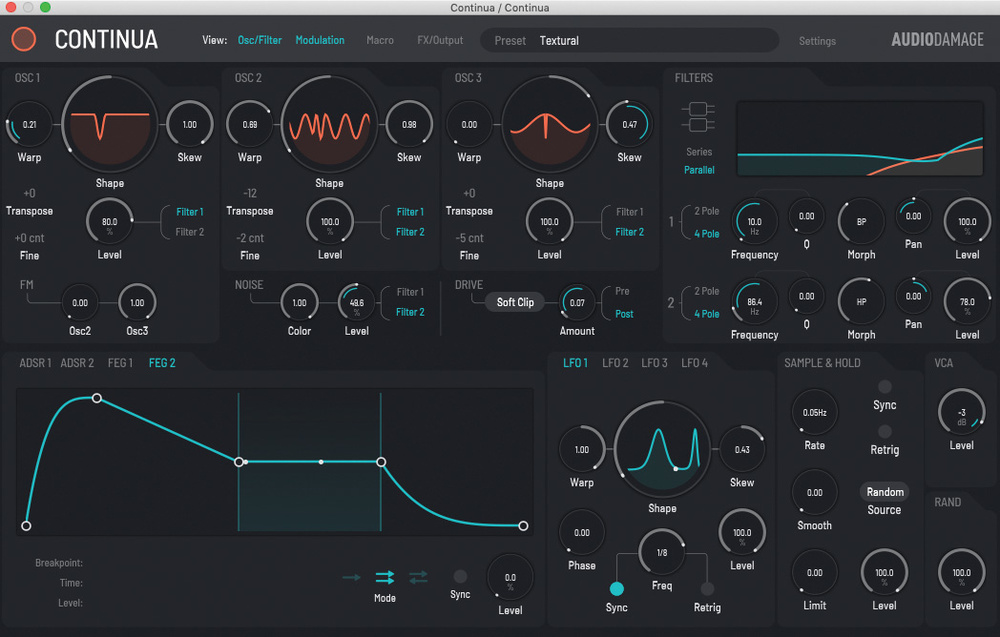 Continua / Continua
CONTINUA
View: Osc/Filter Modulation Macro FX/Output
Preset Textural
Settings
AUDIODAMAGE
OSC 1
0.21
Warp
Shape
1.00
Skew
+0
Transpose
+0 cnt
Fine
80.0
%
Level
Filter 1
Filter 2
OSC 2
0.69
Warp
Shape
0.98
Skew
-12
Transpose
-2 cnt
Fine
100.0
%
Level
Filter 1
Filter 2
OSC 3
0.00
Warp
Shape
0.47
Skew
+0
Transpose
-5 cnt
Fine
100.0
%
Level
Filter 1
Filter 2
FILTERS
Series
Parallel
1
2 Pole
4 Pole
10.0
Hz
Frequency
0.00
Q
BP
Morph
0.00
Pan
100.0
%
Level
2
2 Pole
4 Pole
86.4
Hz
Frequency
0.00
Q
HP
Morph
0.00
Pan
78.0
%
Level
FM
0.00
Osc2
1.00
Osc3
NOISE
1.00
Color
49.6
%
Level
Filter 1
Filter 2
DRIVE
Soft Clip
0.07
Amount
Pre
Post
ADSR 1 ADSR 2 FEG 1 FEG 2
Breakpoint:
Time:
Level:
Mode
Sync
0.0
%
Level
LFO 1 LFO 2 LFO 3 LFO 4
1.00
Warp
Shape
0.43
Skew
0.00
Phase
1/8
Freq
100.0
%
Level
Sync
Retrig
SAMPLE & HOLD
0.05Hz
Rate
Sync
Retrig
0.00
Smooth
Random
Source
0.00
Limit
100.0
%
Level
VCA
-3
dB
Level
RAND
100.0
%
Level